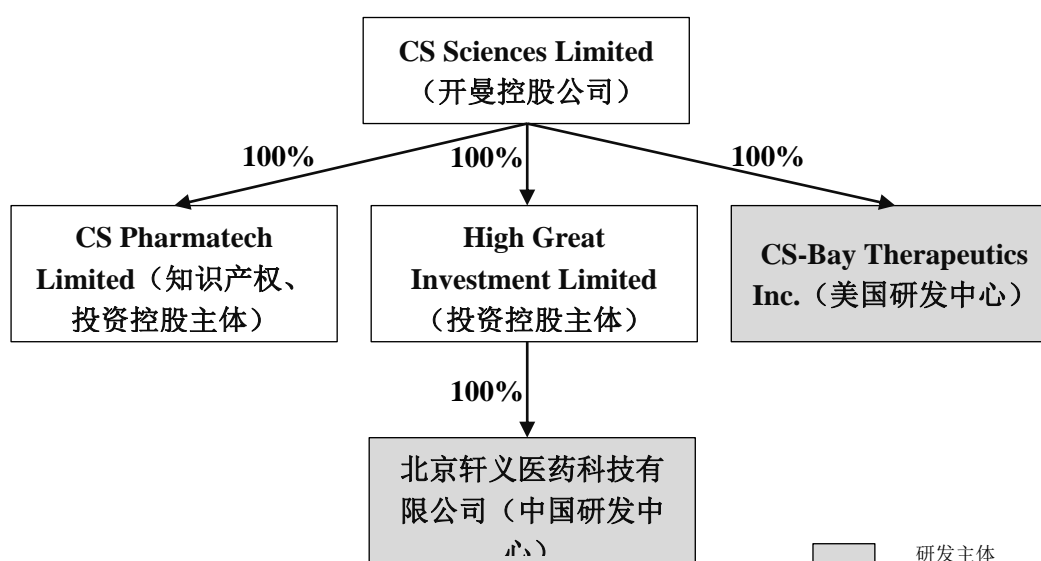 CS Sciences Limited
（开曼控股公司）
100%
100%
100%
CS Pharmatech
Limited（知识产权、
投资控股主体）
High Great
Investment Limited
（投资控股主体）
CS-Bay Therapeutics
Inc.（美国研发中心）
100%
北京轩义医药科技有
限公司（中国研发中
心）
研发主体